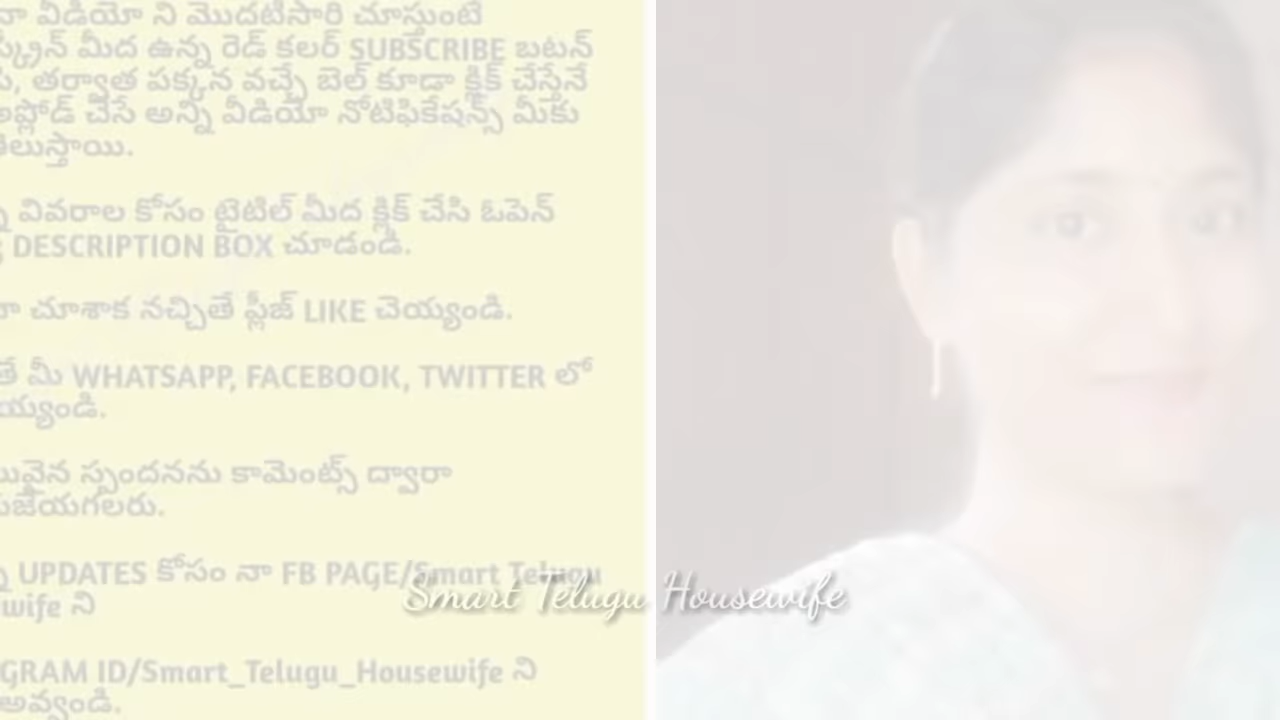 నా వీడియో ని మొదటిసారి చూస్తుంటే
స్క్రీన్ మీద ఉన్న రెడ్ కలర్ SUBSCRIBE బటన్
తర్వాత పక్కన వచ్చే బెల్ కూడా క్లిక్ చేస్తేనే
అప్లోడ్ చేసే అన్ని వీడియో నోటిఫికేషన్స్ మీకు
తెలుస్తాయి.
వివరాల కోసం టైటిల్ మీద క్లిక్ చేసి ఓపెన్
DESCRIPTION BOX చూడండి.
చూశాక నచ్చితే ప్లీజ్ LIKE చెయ్యండి.
మీ WHATSAPP, FACEBOOK, TWITTER లో
య్యండి.
స్పందనను కామెంట్స్ ద్వారా
జేయగలరు.
UPDATES కోసం నా FB PAGE/Smart Telugu
wife ని
Smart Telugu Housewife
GRAM ID/Smart_Telugu_Housewife ని
అవ్వండి.